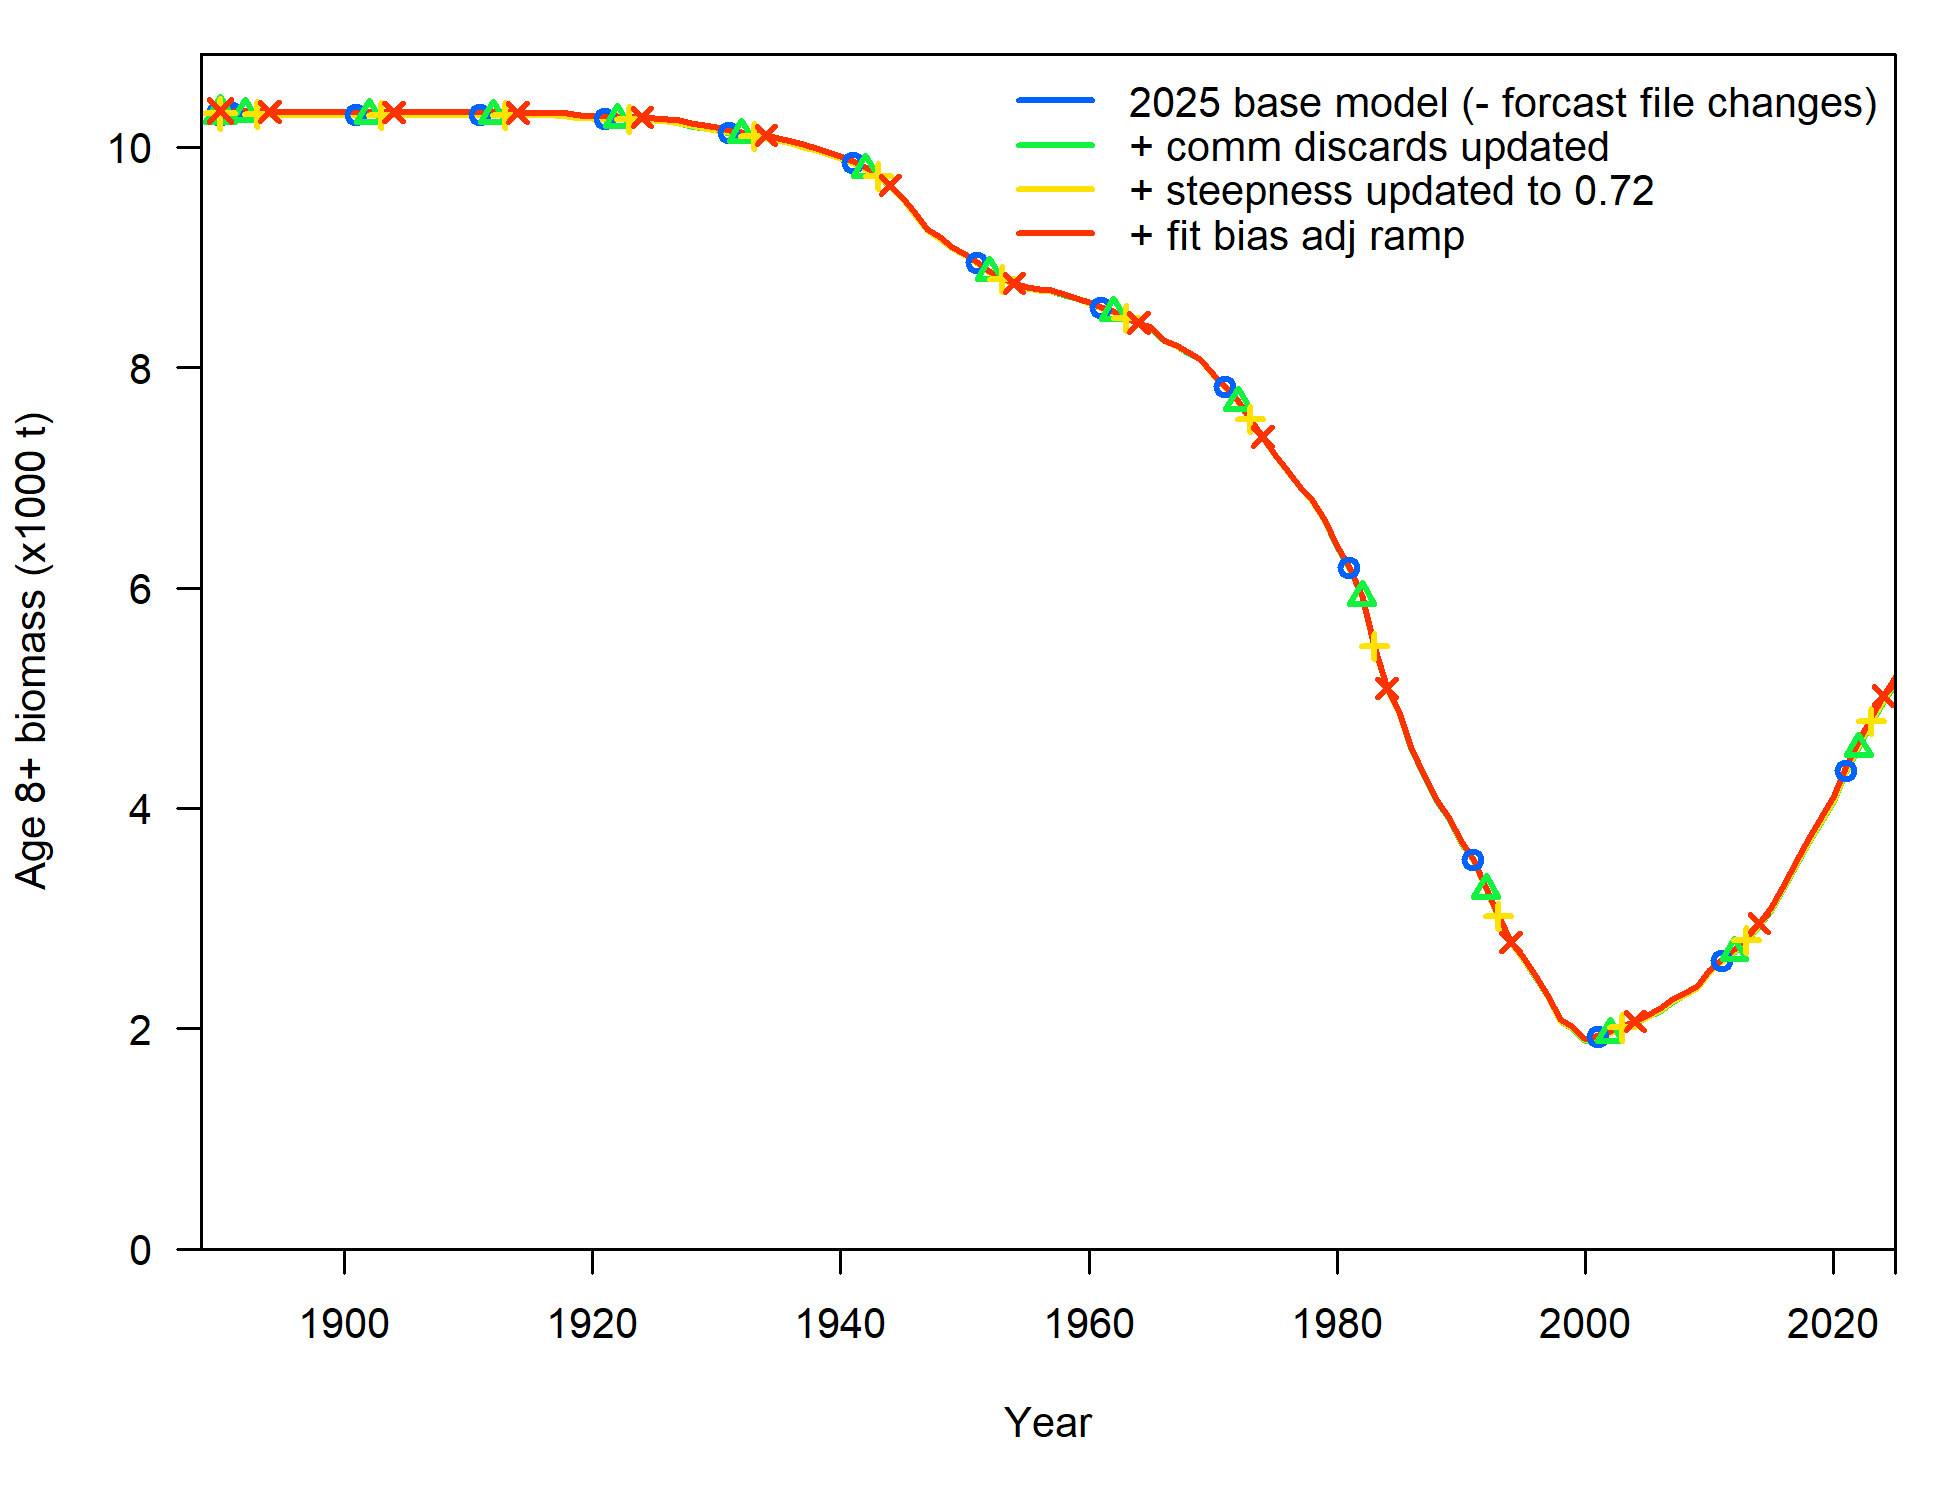 2025 base model (- forcast file changes)
+ comm discards updated
+ steepness updated to 0.72
+ fit bias adj ramp
Age 8+ biomass (x1000 t)
10
8
6
4
2
0
1900 1920 1940 1960 1980 2000 2020
Year